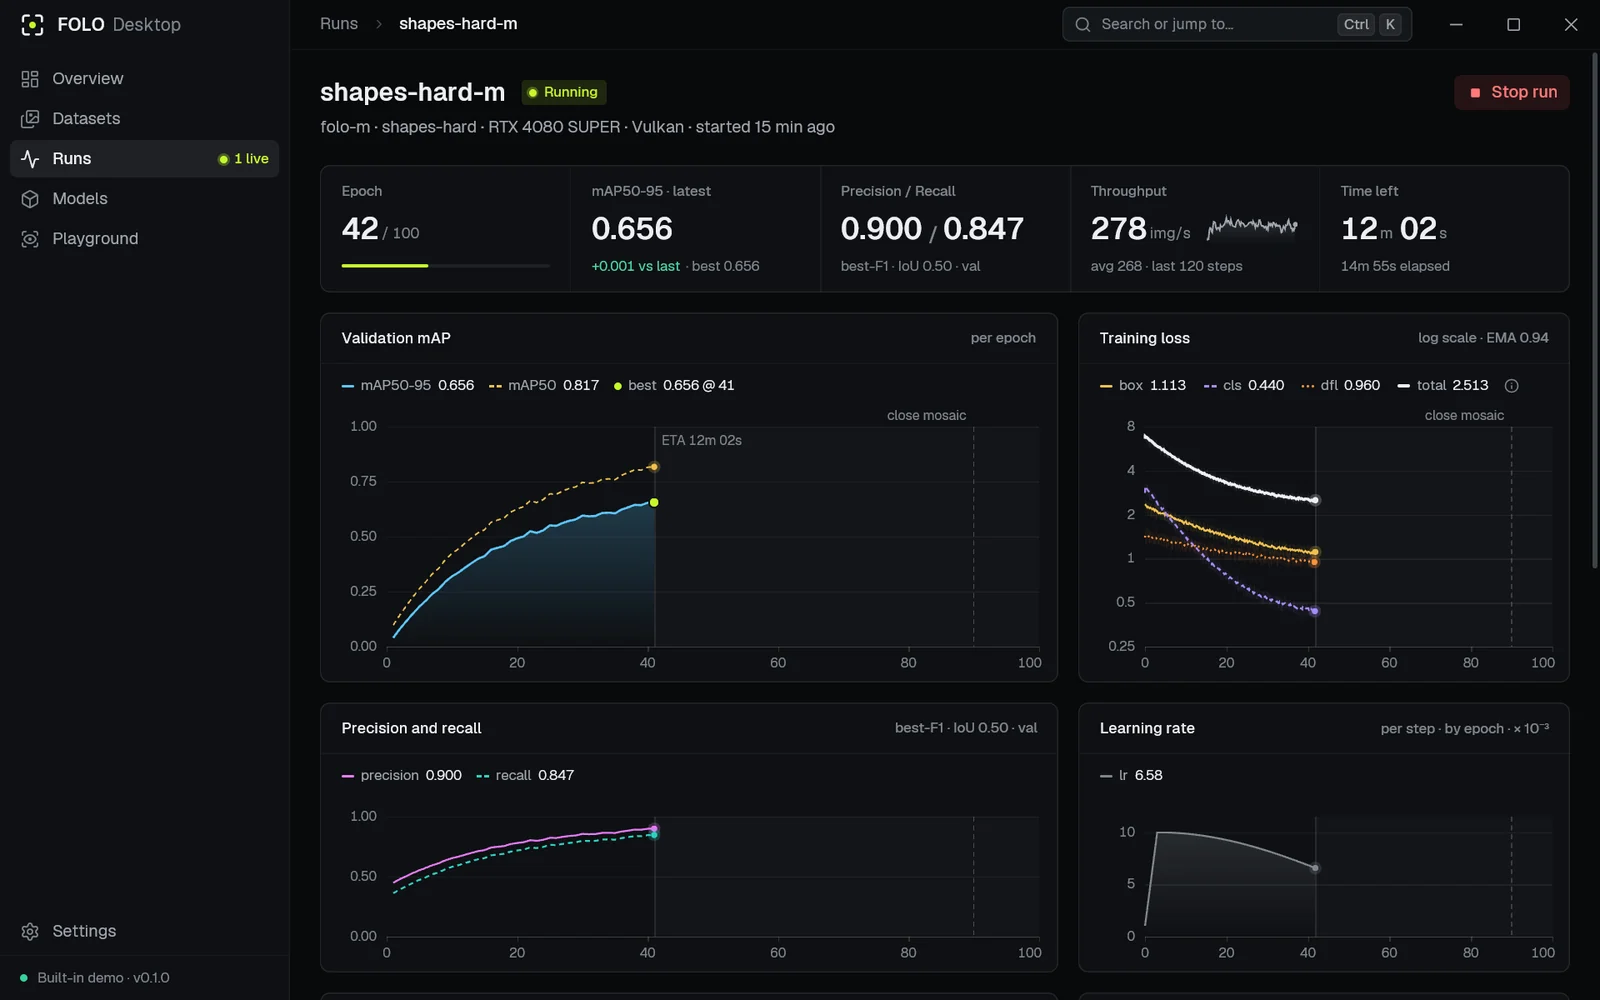 FOLO Desktop
Runs > shapes-hard-m
Search or jump to... Ctrl K
Overview
Datasets
Runs 1 live
Models
Playground
Settings
Built-in demo · v0.1.0
shapes-hard-m Running
Stop run
folo-m · shapes-hard · RTX 4080 SUPER · Vulkan · started 15 min ago
Epoch
42 / 100
mAP50-95 · latest
0.656
+0.001 vs last · best 0.656
Precision / Recall
0.900 / 0.847
best-F1 · IoU 0.50 · val
Throughput
278 img/s
avg 268 · last 120 steps
Time left
12m 02s
14m 55s elapsed
Validation mAP per epoch
mAP50-95 0.656 mAP50 0.817 best 0.656 @ 41
close mosaic
ETA 12m 02s
1.00
0.75
0.50
0.25
0.00
0 20 40 60 80 100
Training loss log scale · EMA 0.94
box 1.113 cls 0.440 dfl 0.960 total 2.513
close mosaic
8
4
2
1
0.5
0.25
0 20 40 60 80 100
Precision and recall best-F1 · IoU 0.50 · val
precision 0.900 recall 0.847
1.00
0.50
0.00
0 20 40 60 80 100
Learning rate per step · by epoch · × 10⁻³
lr 6.58
10
5
0
0 20 40 60 80 100